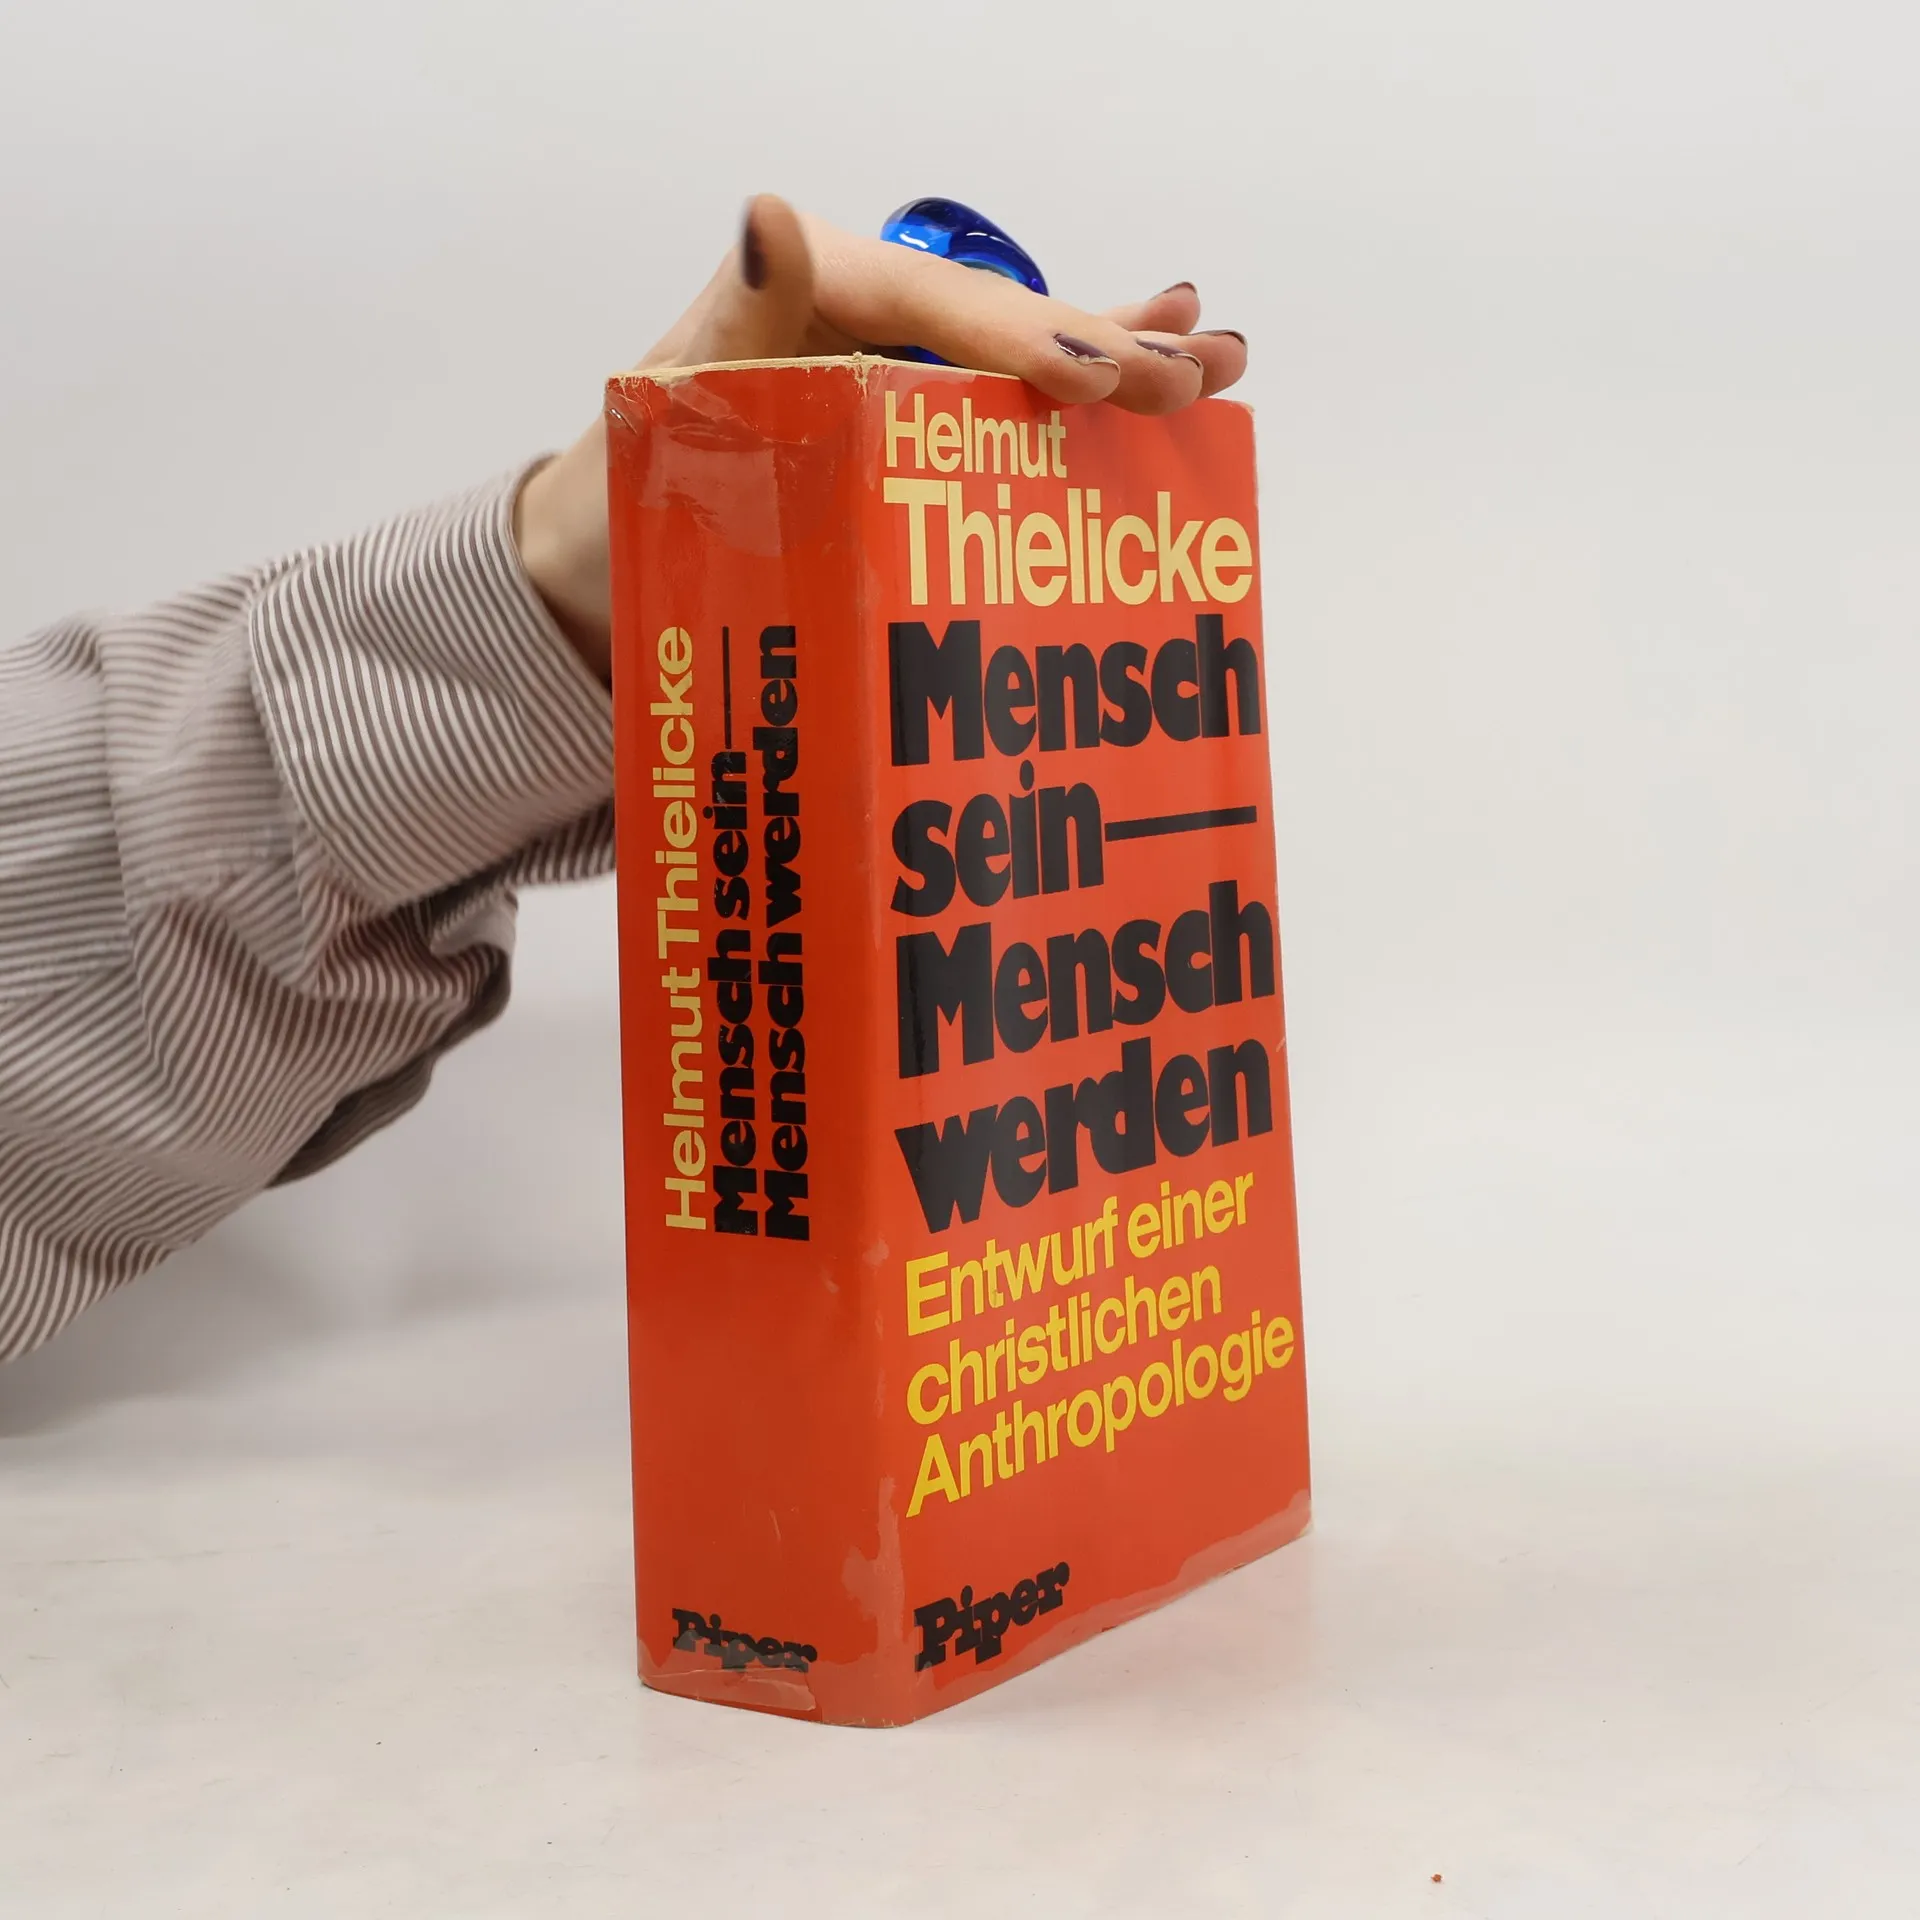 Helmut Thielicke
Mensch sein —
Mensch werden
Piper
Helmut
Thielicke
Mensch
sein —
Mensch
werden
Entwurf einer
christlichen
Anthropologie
Piper